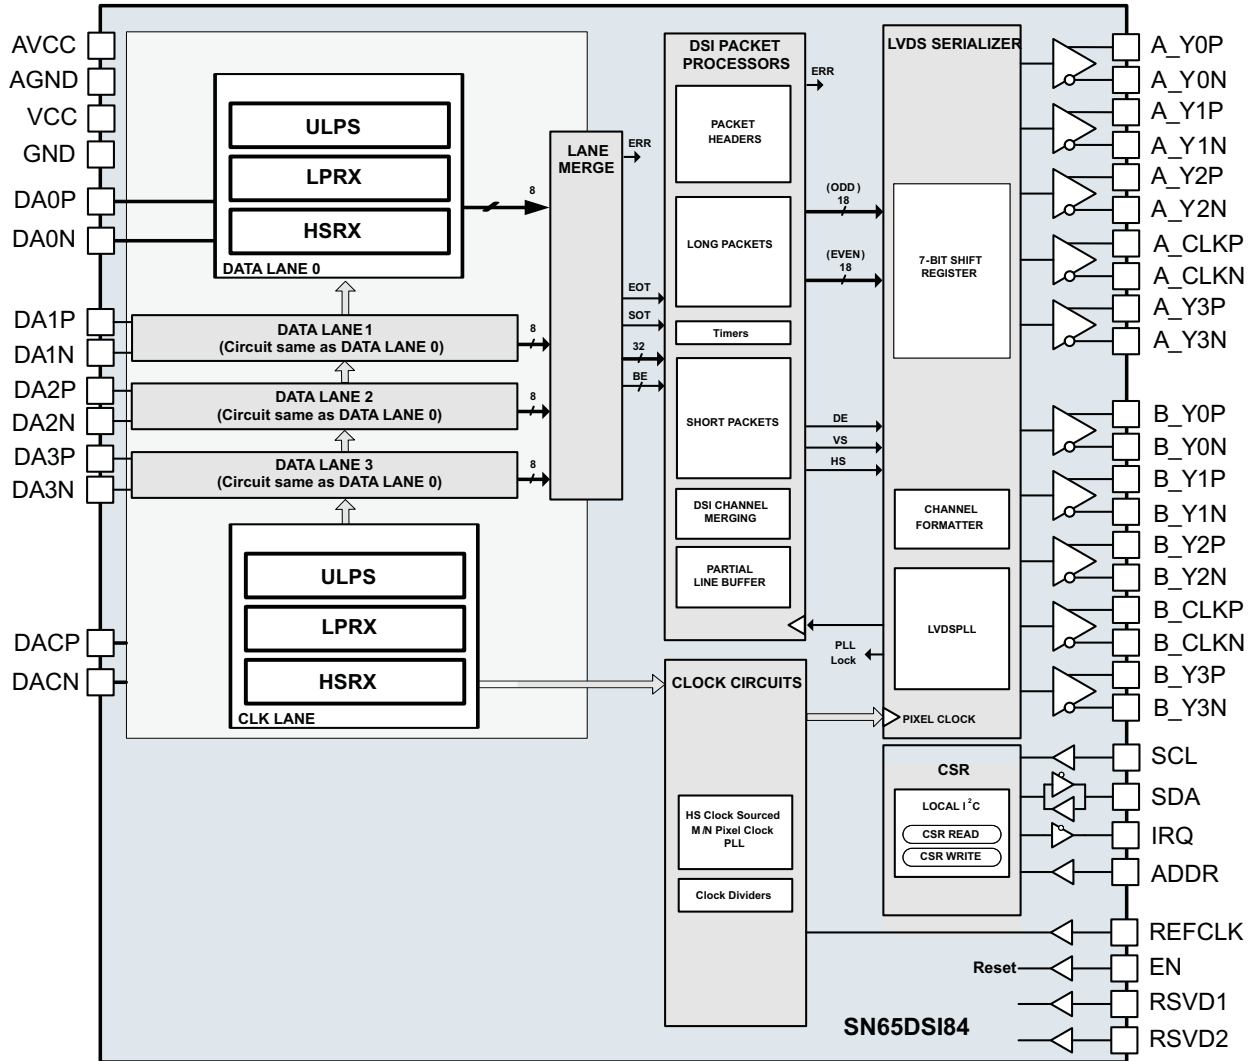 AVCC
AGND
VCC
GND
DA0P
DA0N
DA1P
DA1N
DA2P
DA2N
DA3P
DA3N
DACP
DACN
ULPS
LPRX
HSRX
DATA LANE 0
8
DATA LANE 1
(Circuit same as DATA LANE 0)
8
DATA LANE 2
(Circuit same as DATA LANE 0)
8
DATA LANE 3
(Circuit same as DATA LANE 0)
8
ULPS
LPRX
HSRX
CLK LANE
LANE
MERGE
ERR
EOT
SOT
32
BE
DSI PACKET
PROCESSORS
PACKET
HEADERS
LONG PACKETS
Timers
SHORT PACKETS
DSI CHANNEL
MERGING
PARTIAL
LINE BUFFER
ERR
(ODD)
18
(EVEN)
18
DE
VS
HS
PLL
Lock
CLOCK CIRCUITS
HS Clock Sourced
M/N Pixel Clock
PLL
Clock Dividers
LVDS SERIALIZER
7-BIT SHIFT
REGISTER
CHANNEL
FORMATTER
LVDSPLL
PIXEL CLOCK
CSR
LOCAL I²C
CSR READ
CSR WRITE
Reset
SN65DSI84
A_Y0P
A_Y0N
A_Y1P
A_Y1N
A_Y2P
A_Y2N
A_CLKP
A_CLKN
A_Y3P
A_Y3N
B_Y0P
B_Y0N
B_Y1P
B_Y1N
B_Y2P
B_Y2N
B_CLKP
B_CLKN
B_Y3P
B_Y3N
SCL
SDA
IRQ
ADDR
REFCLK
EN
RSVD1
RSVD2